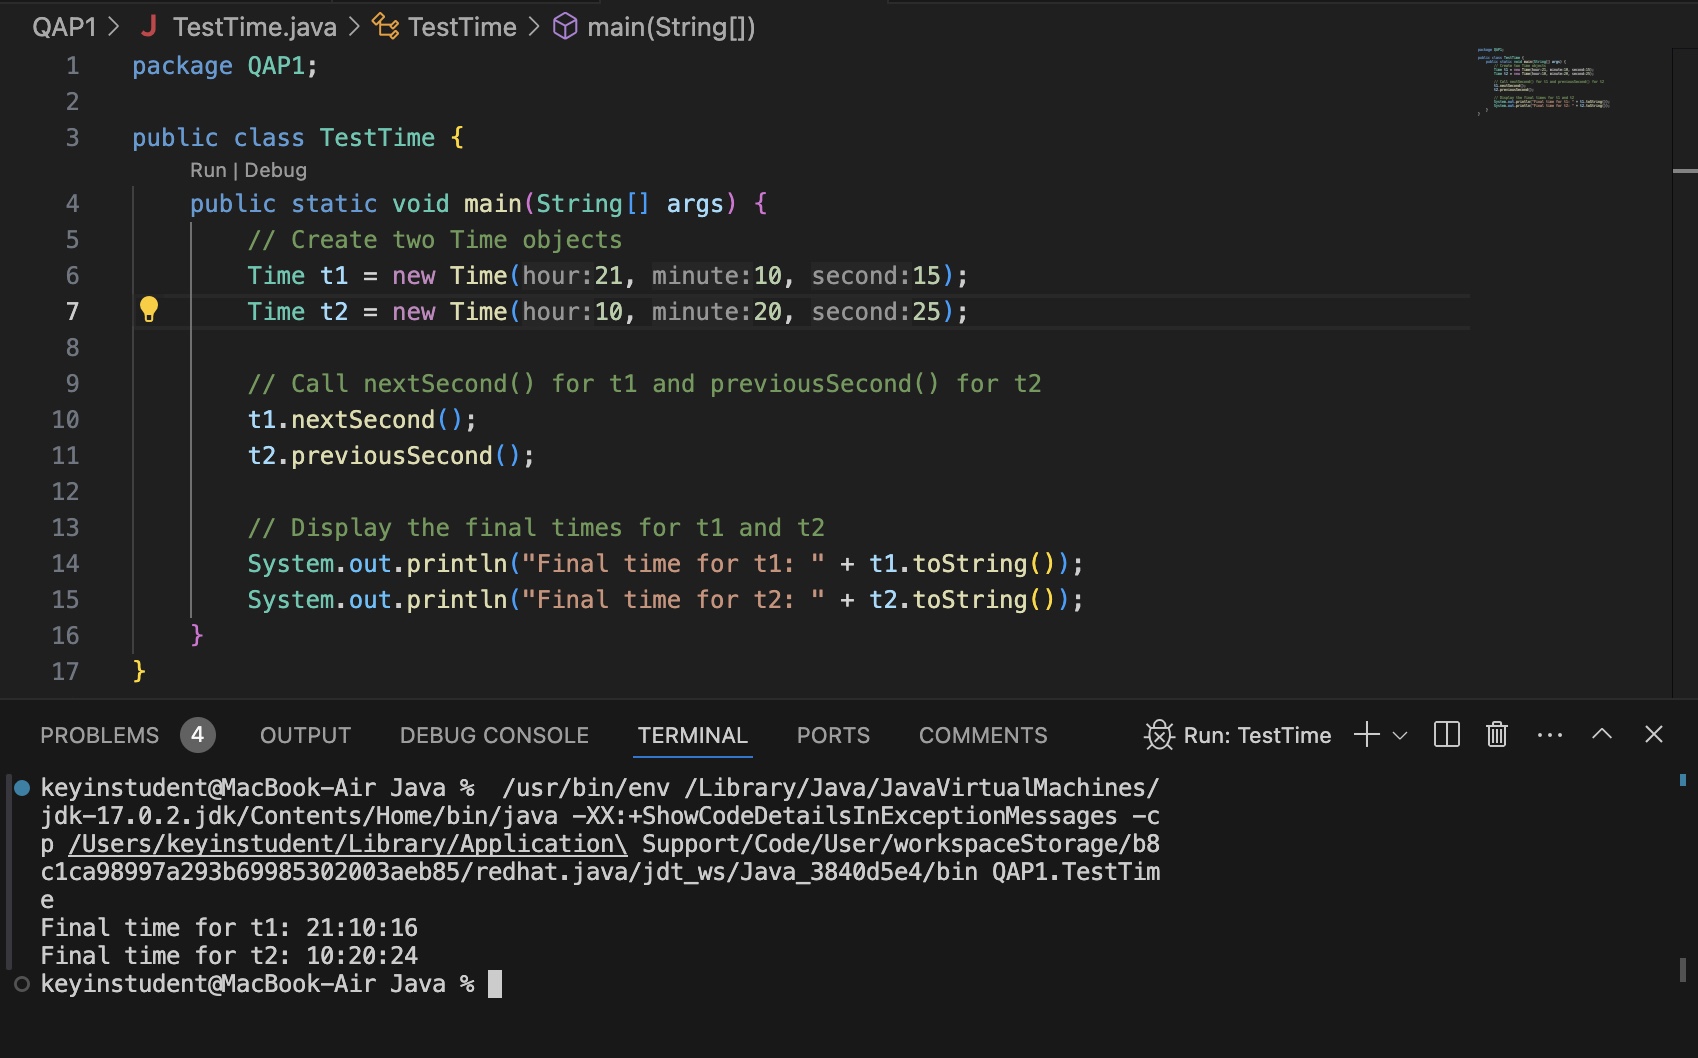 QAP1 > J TestTime.java > TestTime > main(String[])
1 package QAP1;
2
3 public class TestTime {
Run | Debug
4 public static void main(String[] args) {
5 // Create two Time objects
6 Time t1 = new Time(hour:21, minute:10, second:15);
7 Time t2 = new Time(hour:10, minute:20, second:25);
8
9 // Call nextSecond() for t1 and previousSecond() for t2
10 t1.nextSecond();
11 t2.previousSecond();
12
13 // Display the final times for t1 and t2
14 System.out.println("Final time for t1: " + t1.toString());
15 System.out.println("Final time for t2: " + t2.toString());
16 }
17 }
PROBLEMS 4 OUTPUT DEBUG CONSOLE TERMINAL PORTS COMMENTS Run: TestTime
keyinstudent@MacBook-Air Java % /usr/bin/env /Library/Java/JavaVirtualMachines/
jdk-17.0.2.jdk/Contents/Home/bin/java -XX:+ShowCodeDetailsInExceptionMessages -c
p /Users/keyinstudent/Library/Application\ Support/Code/User/workspaceStorage/b8
c1ca98997a293b69985302003aeb85/redhat.java/jdt_ws/Java_3840d5e4/bin QAP1.TestTim
e
Final time for t1: 21:10:16
Final time for t2: 10:20:24
keyinstudent@MacBook-Air Java %